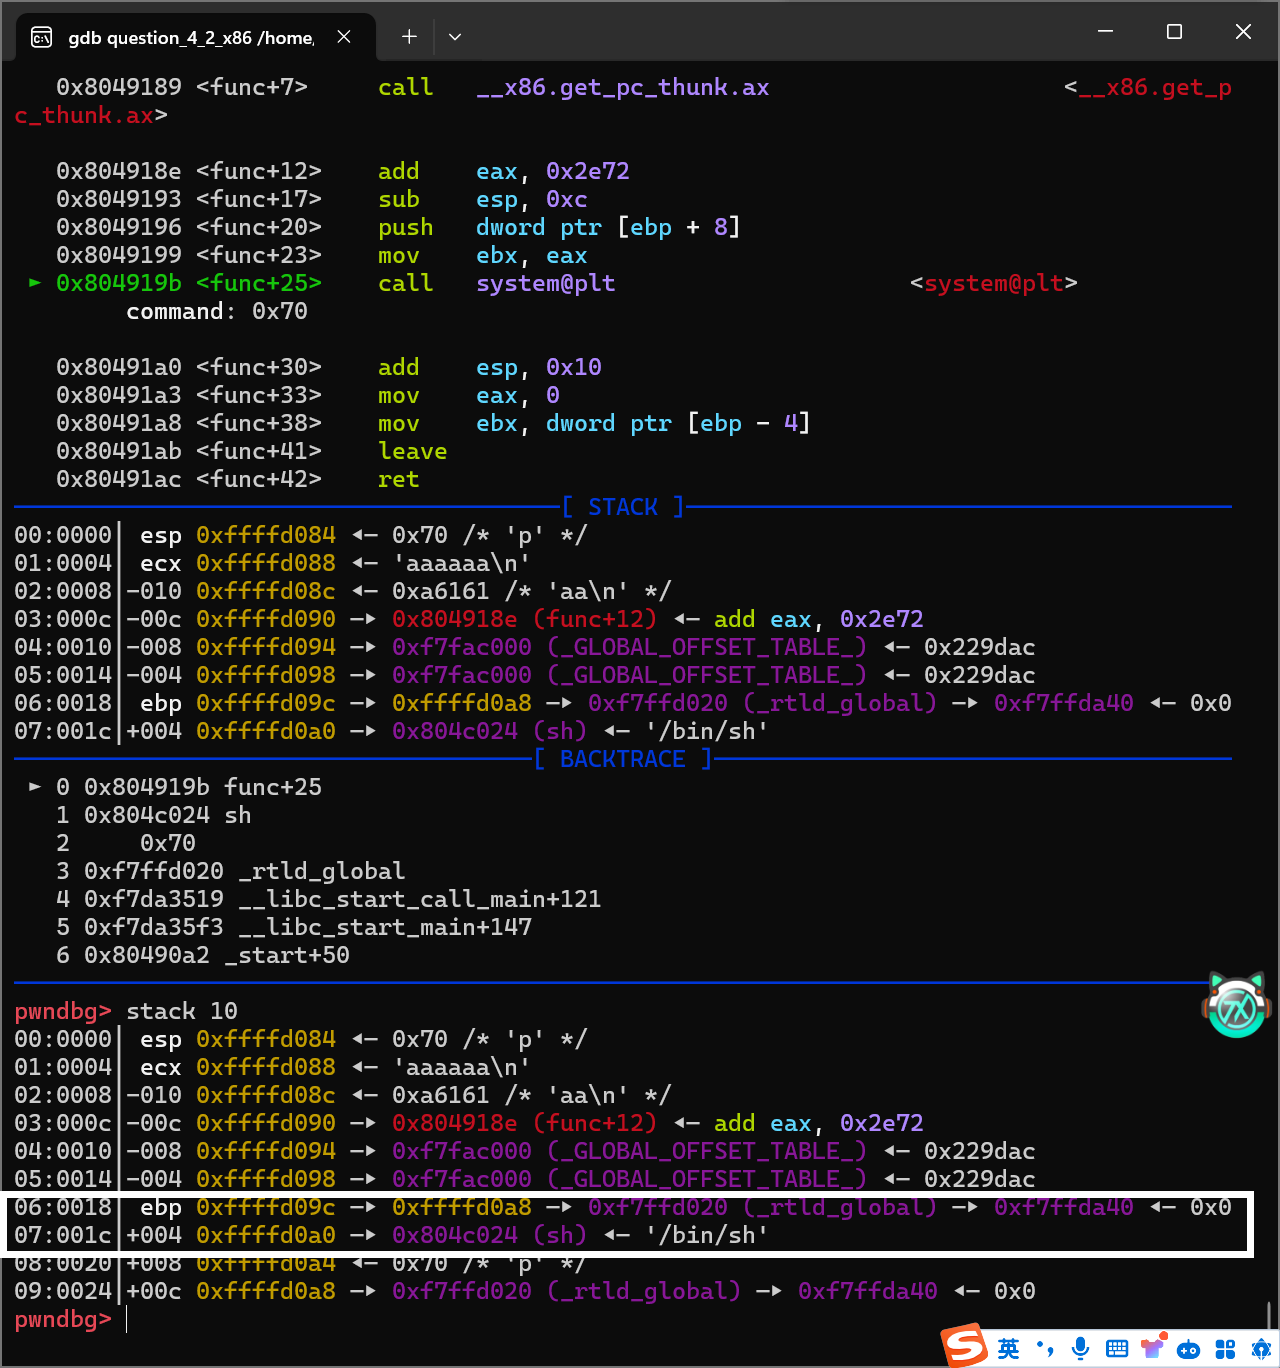 gdb question_4_2_x86 /home,
0x8049189 <func+7> call __x86.get_pc_thunk.ax <__x86.get_p
c_thunk.ax>
0x804918e <func+12> add eax, 0x2e72
0x8049193 <func+17> sub esp, 0xc
0x8049196 <func+20> push dword ptr [ebp + 8]
0x8049199 <func+23> mov ebx, eax
► 0x804919b <func+25> call system@plt <system@plt>
command: 0x70
0x80491a0 <func+30> add esp, 0x10
0x80491a3 <func+33> mov eax, 0
0x80491a8 <func+38> mov ebx, dword ptr [ebp - 4]
0x80491ab <func+41> leave
0x80491ac <func+42> ret
[ STACK ]
00:0000│ esp 0xffffd084 ◂— 0x70 /* 'p' */
01:0004│ ecx 0xffffd088 ◂— 'aaaaaa\n'
02:0008│-010 0xffffd08c ◂— 0xa6161 /* 'aa\n' */
03:000c│-00c 0xffffd090 —▸ 0x804918e (func+12) ◂— add eax, 0x2e72
04:0010│-008 0xffffd094 —▸ 0xf7fac000 (_GLOBAL_OFFSET_TABLE_) ◂— 0x229dac
05:0014│-004 0xffffd098 —▸ 0xf7fac000 (_GLOBAL_OFFSET_TABLE_) ◂— 0x229dac
06:0018│ ebp 0xffffd09c —▸ 0xffffd0a8 —▸ 0xf7ffd020 (_rtld_global) —▸ 0xf7ffda40 ◂— 0x0
07:001c│+004 0xffffd0a0 —▸ 0x804c024 (sh) ◂— '/bin/sh'
[ BACKTRACE ]
► 0 0x804919b func+25
1 0x804c024 sh
2 0x70
3 0xf7ffd020 _rtld_global
4 0xf7da3519 __libc_start_call_main+121
5 0xf7da35f3 __libc_start_main+147
6 0x80490a2 _start+50
pwndbg> stack 10
00:0000│ esp 0xffffd084 ◂— 0x70 /* 'p' */
01:0004│ ecx 0xffffd088 ◂— 'aaaaaa\n'
02:0008│-010 0xffffd08c ◂— 0xa6161 /* 'aa\n' */
03:000c│-00c 0xffffd090 —▸ 0x804918e (func+12) ◂— add eax, 0x2e72
04:0010│-008 0xffffd094 —▸ 0xf7fac000 (_GLOBAL_OFFSET_TABLE_) ◂— 0x229dac
05:0014│-004 0xffffd098 —▸ 0xf7fac000 (_GLOBAL_OFFSET_TABLE_) ◂— 0x229dac
06:0018│ ebp 0xffffd09c —▸ 0xffffd0a8 —▸ 0xf7ffd020 (_rtld_global) —▸ 0xf7ffda40 ◂— 0x0
07:001c│+004 0xffffd0a0 —▸ 0x804c024 (sh) ◂— '/bin/sh'
08:0020│+008 0xffffd0a4 ◂— 0x70 /* 'p' */
09:0024│+00c 0xffffd0a8 —▸ 0xf7ffd020 (_rtld_global) —▸ 0xf7ffda40 ◂— 0x0
pwndbg>
英